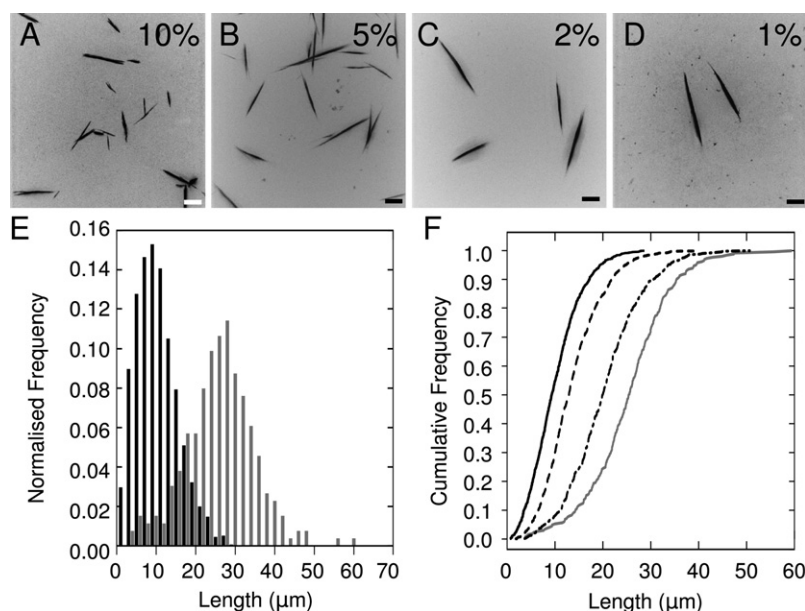 A 10%
B 5%
C 2%
D 1%
E
0.16
0.14
0.12
0.10
0.08
0.06
0.04
0.02
0.00
Normalised Frequency
0 10 20 30 40 50 60 70
Length (µm)
F
1.0
0.9
0.8
0.7
0.6
0.5
0.4
0.3
0.2
0.1
0.0
Cumulative Frequency
0 10 20 30 40 50 60
Length (µm)